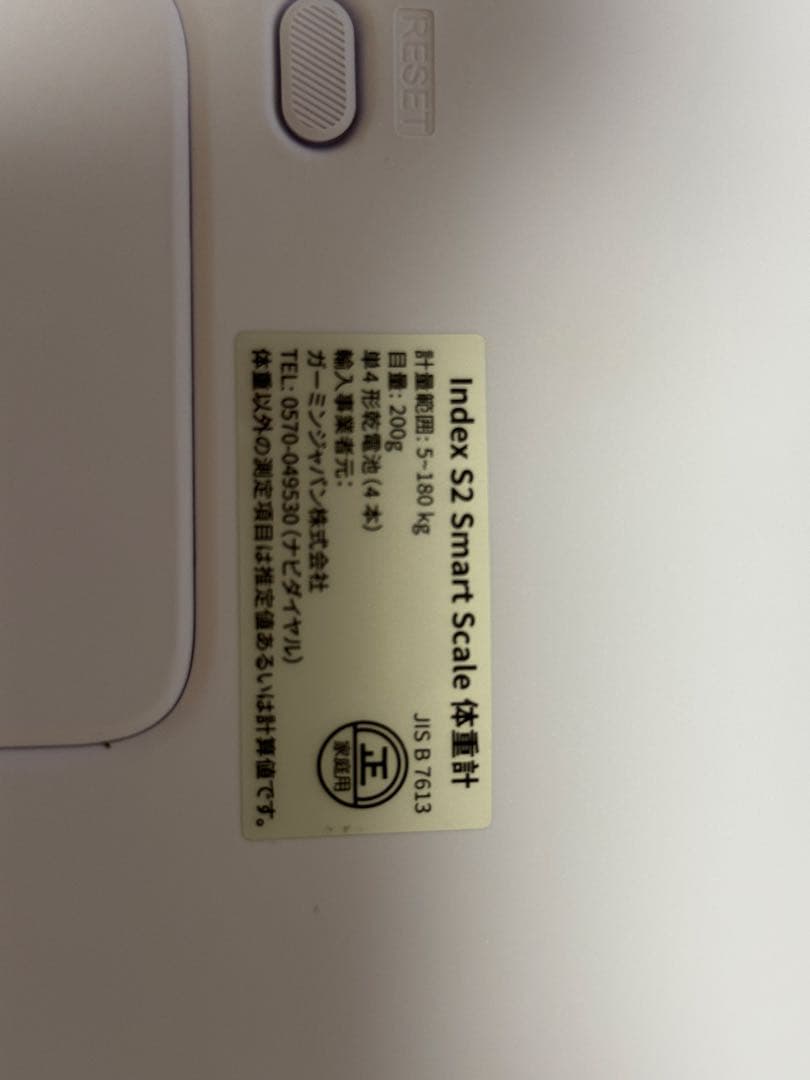 RESET
Index S2 Smart Scale 体重計
計量範囲: 5~180 kg
JIS B 7613
目量: 200g
単4形乾電池 (4本)
輸入事業者元:
ガーミンジャパン株式会社
TEL: 0570-049530 (ナビダイヤル)
体重以外の測定項目は推定値あるいは計算値です。
正
家庭用